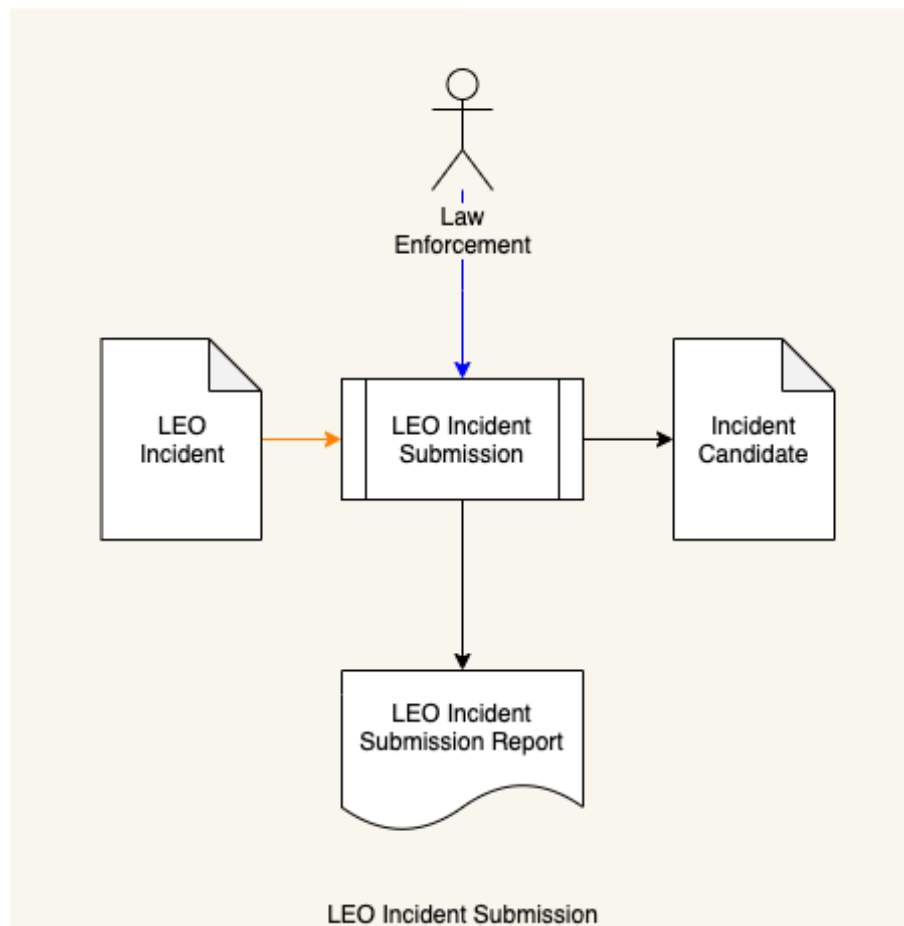 Law
Enforcement
LEO
Incident
LEO Incident
Submission
Incident
Candidate
LEO Incident
Submission Report
LEO Incident Submission